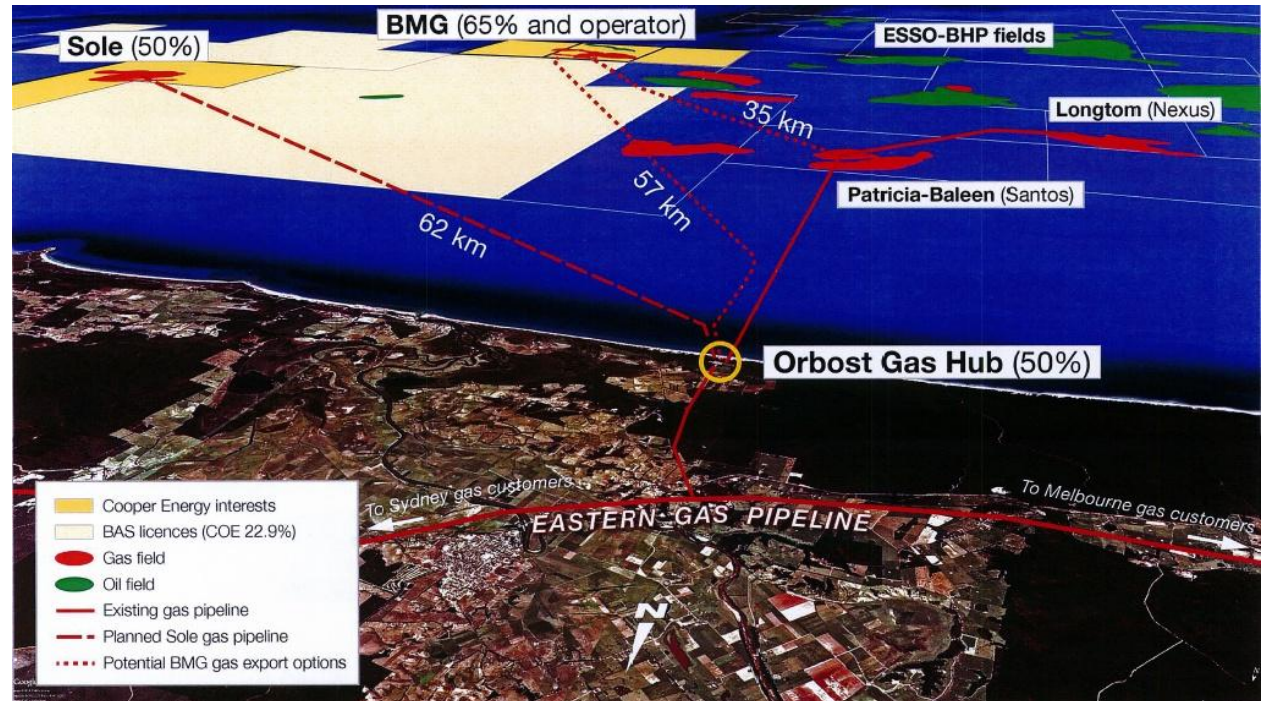 BMG (65% and operator)
Sole (50%)
ESSO-BHP fields
Longtom (Nexus)
35 km
Patricia-Baleen (Santos)
57 km
62 km
Orbost Gas Hub (50%)
To Sydney gas customers
To Melbourne gas customers
EASTERN GAS PIPELINE
N
Cooper Energy interests
BAS licences (COE 22.9%)
Gas field
Oil field
Existing gas pipeline
Planned Sole gas pipeline
Potential BMG gas export options
Google